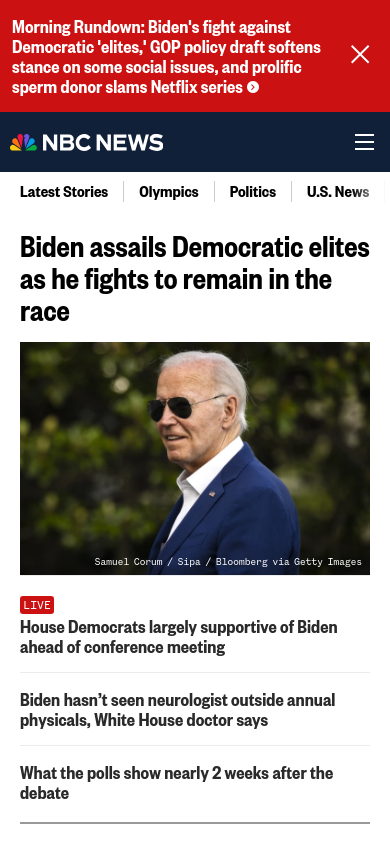 Morning Rundown: Biden's fight against
Democratic 'elites,' GOP policy draft softens
stance on some social issues, and prolific
sperm donor slams Netflix series
NBC NEWS
Latest Stories Olympics Politics U.S. News
Biden assails Democratic elites
as he fights to remain in the
race
Samuel Corum / Sipa / Bloomberg via Getty Images
LIVE
House Democrats largely supportive of Biden
ahead of conference meeting
Biden hasn’t seen neurologist outside annual
physicals, White House doctor says
What the polls show nearly 2 weeks after the
debate